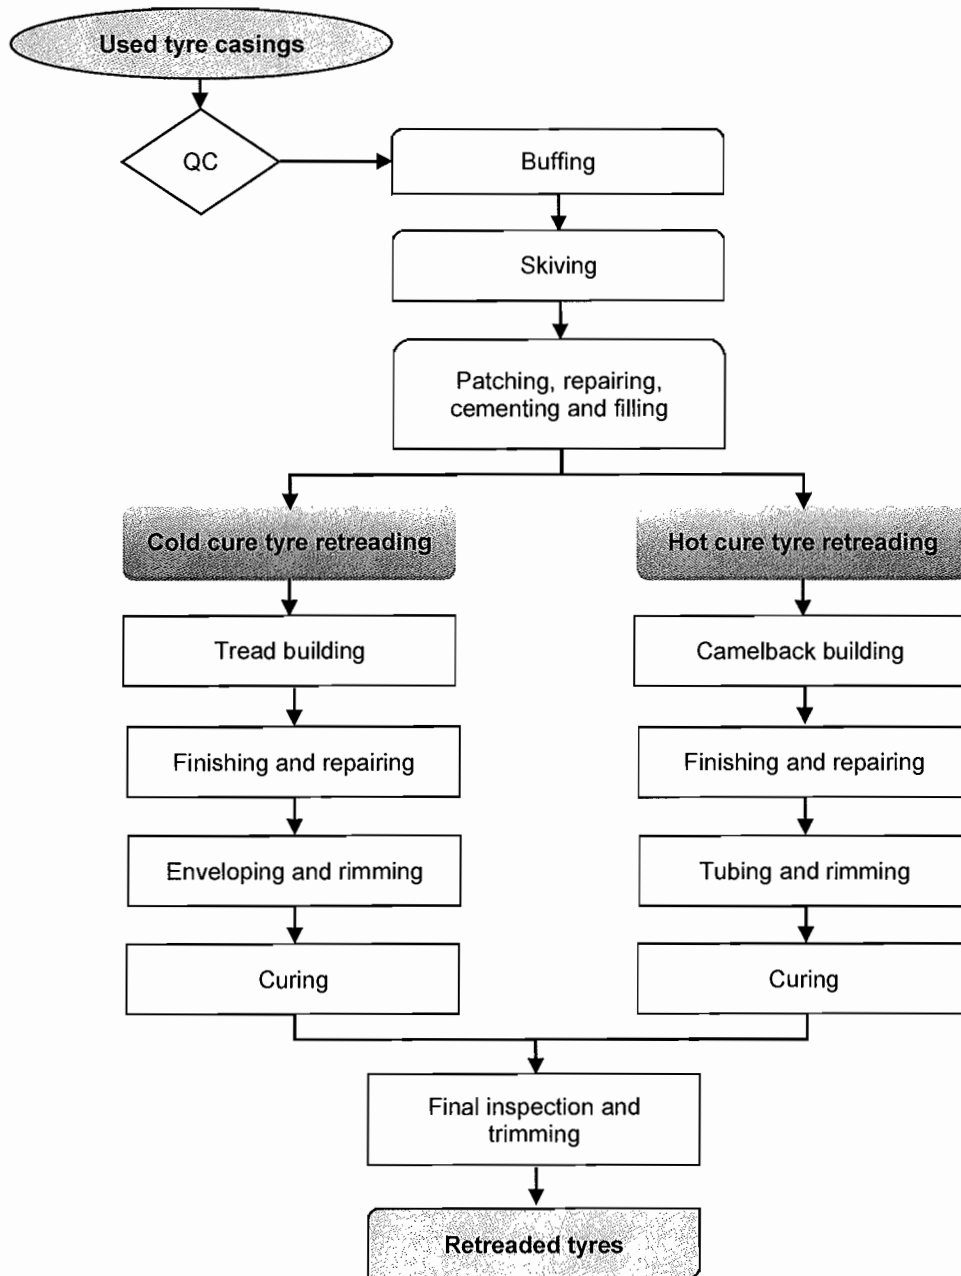 Used tyre casings
QC
Buffing
Skiving
Patching, repairing,
cementing and filling
Cold cure tyre retreading
Hot cure tyre retreading
Tread building
Camelback building
Finishing and repairing
Finishing and repairing
Enveloping and rimming
Tubing and rimming
Curing
Curing
Final inspection and
trimming
Retreaded tyres